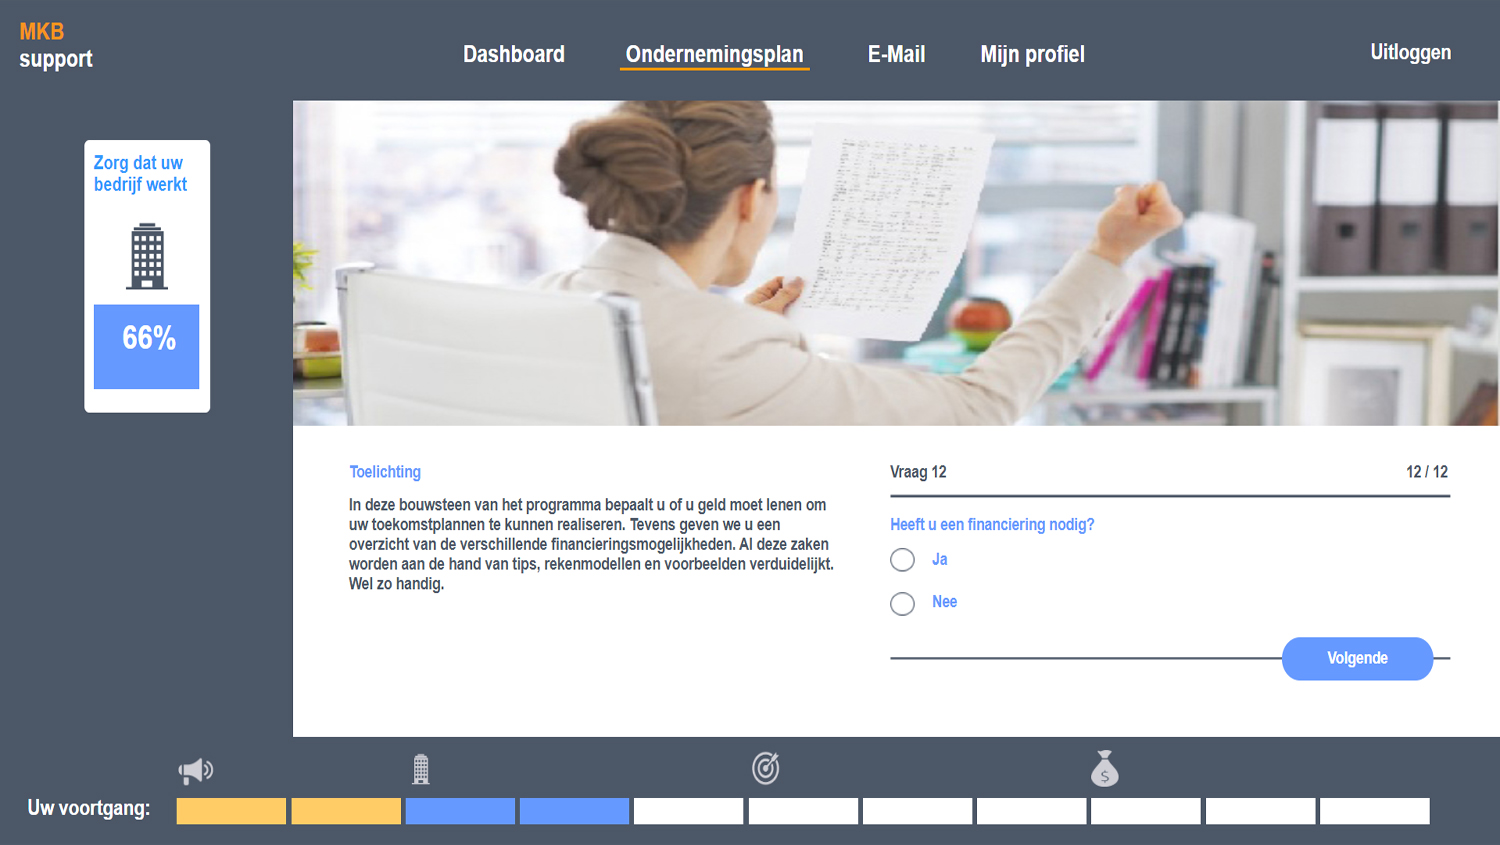 MKB
support
Dashboard
Ondernemingsplan
E-Mail
Mijn profiel
Uitloggen
Zorg dat uw
bedrijf werkt
66%
Toelichting
In deze bouwsteen van het programma bepaalt u of u geld moet lenen om
uw toekomstplannen te kunnen realiseren. Tevens geven we u een
overzicht van de verschillende financieringsmogelijkheden. Al deze zaken
worden aan de hand van tips, rekenmodellen en voorbeelden verduidelijkt.
Wel zo handig.
Vraag 12
12 / 12
Heeft u een financiering nodig?
Ja
Nee
Volgende
$
Uw voortgang: